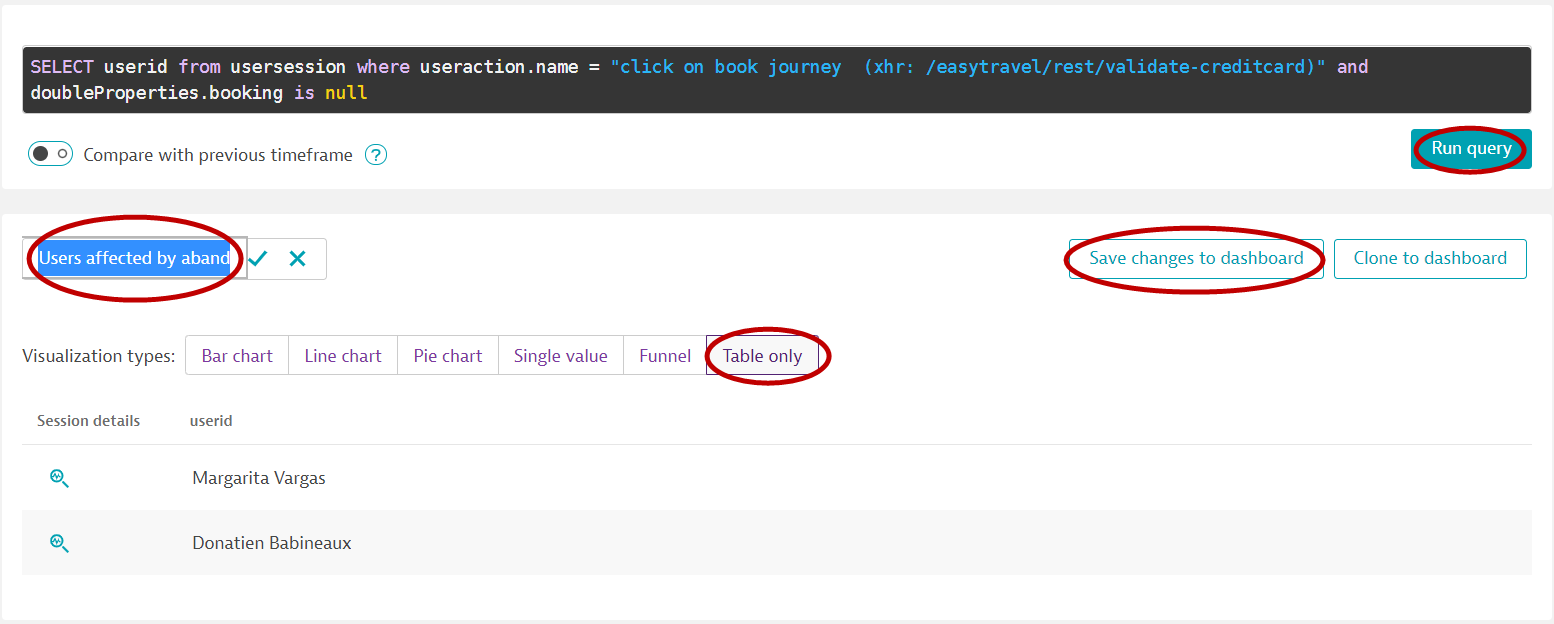 SELECT userid from usersession where useraction.name = "click on book journey  (xhr: /easytravel/rest/validate-creditcard)" and
doubleProperties.booking is null
Compare with previous timeframe ?
Run query
Users affected by aband
Save changes to dashboard
Clone to dashboard
Visualization types: Bar chart Line chart Pie chart Single value Funnel Table only
Session details userid
Margarita Vargas
Donatien Babineaux